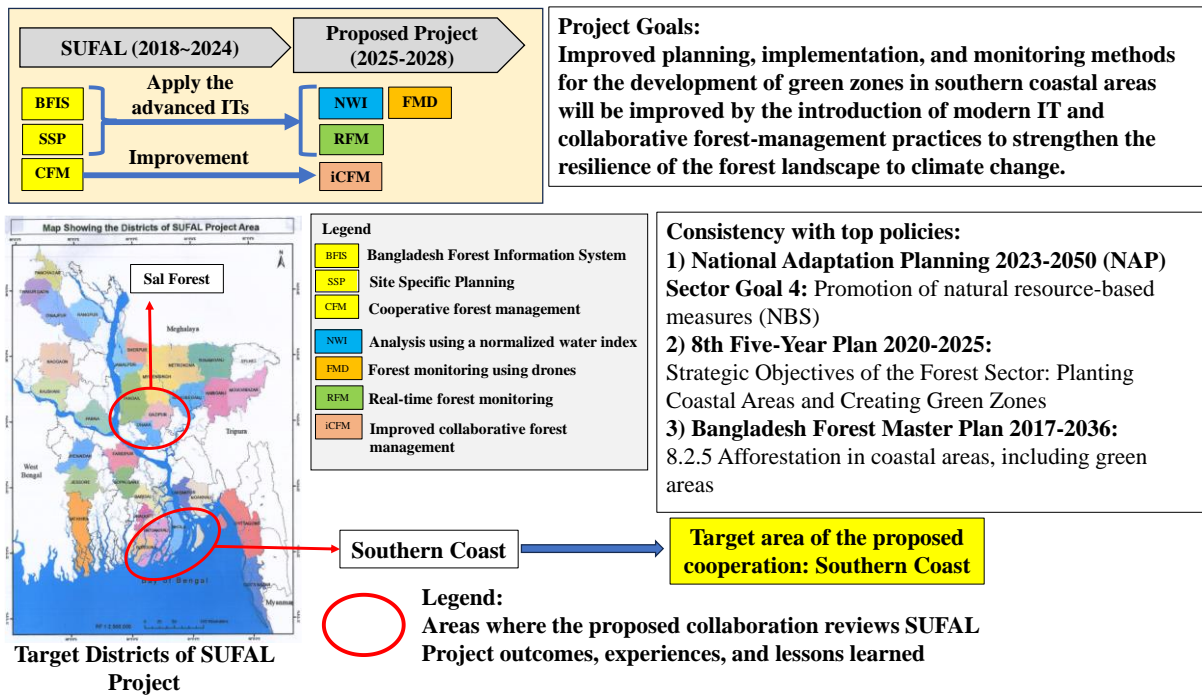 SUFAL (2018~2024)
Proposed Project
(2025-2028)
Apply the
advanced ITs
BFIS
SSP
CFM
Improvement
NWI
FMD
RFM
iCFM
Project Goals:
Improved planning, implementation, and monitoring methods
for the development of green zones in southern coastal areas
will be improved by the introduction of modern IT and
collaborative forest-management practices to strengthen the
resilience of the forest landscape to climate change.
Map Showing the Districts of SUFAL Project Area
Sal Forest
Meghalaya
Tripura
West
Bengal
Bay of Bengal
Myanmar
N
Target Districts of SUFAL
Project
Legend
BFIS Bangladesh Forest Information System
SSP Site Specific Planning
CFM Cooperative forest management
NWI Analysis using a normalized water index
FMD Forest monitoring using drones
RFM Real-time forest monitoring
iCFM Improved collaborative forest
management
Consistency with top policies:
1) National Adaptation Planning 2023-2050 (NAP)
Sector Goal 4: Promotion of natural resource-based
measures (NBS)
2) 8th Five-Year Plan 2020-2025:
Strategic Objectives of the Forest Sector: Planting
Coastal Areas and Creating Green Zones
3) Bangladesh Forest Master Plan 2017-2036:
8.2.5 Afforestation in coastal areas, including green
areas
Southern Coast
Target area of the proposed
cooperation: Southern Coast
Legend:
Areas where the proposed collaboration reviews SUFAL
Project outcomes, experiences, and lessons learned